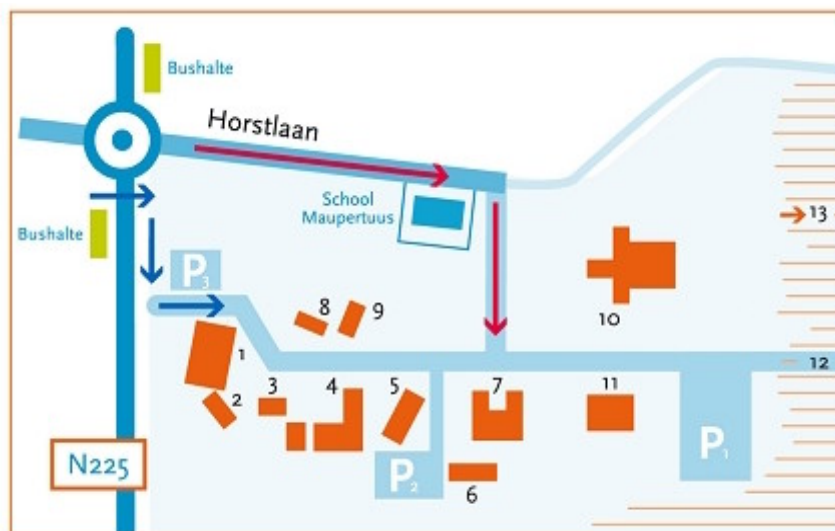 Bushalte
Horstlaan
School
Maupertuus
Bushalte
13
P3
8
9
10
1
12
3
4
5
7
11
2
N225
P2
6
P1